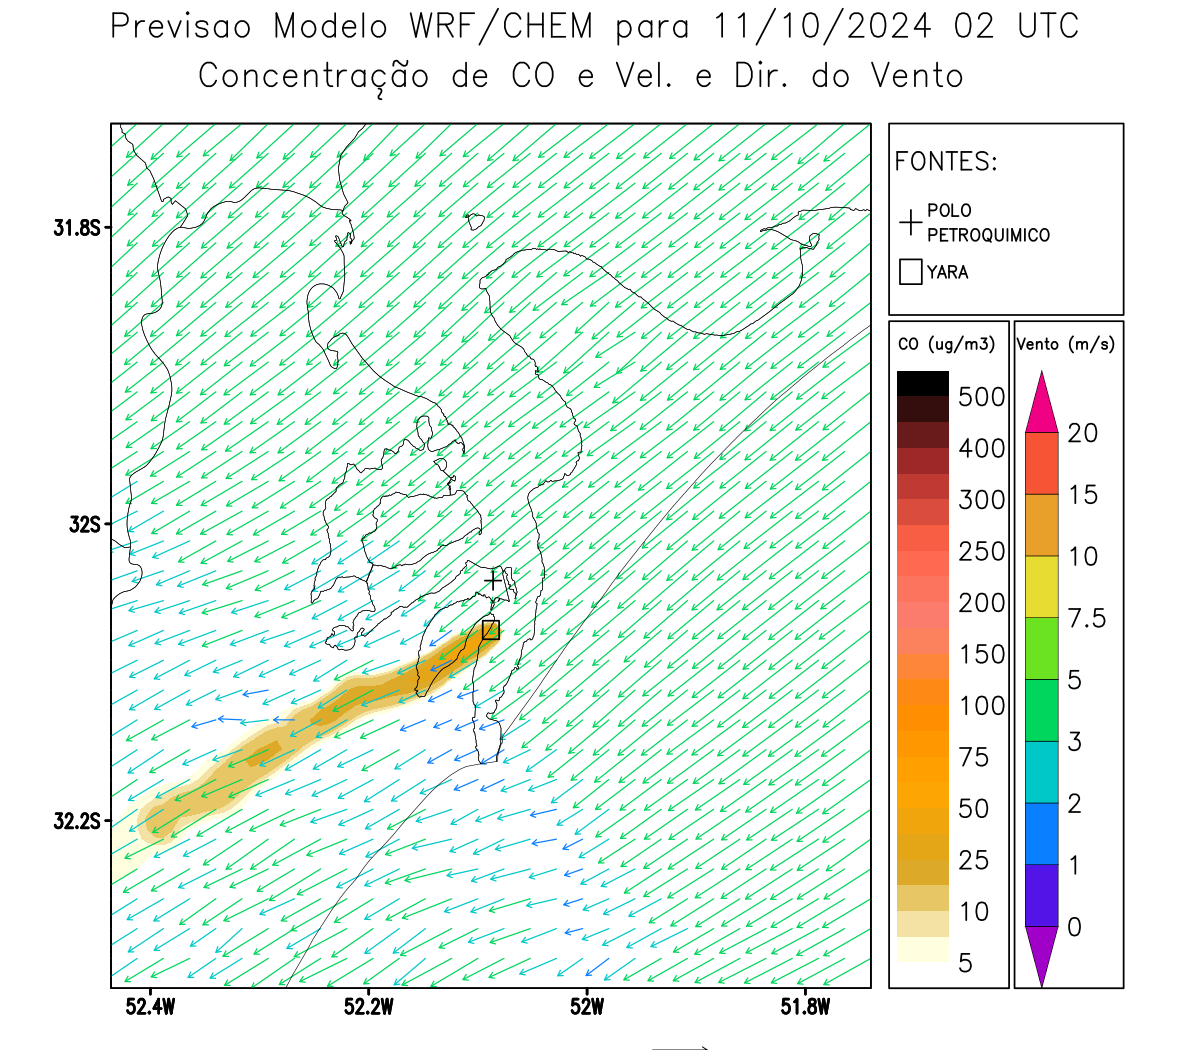 Previsao Modelo WRF/CHEM para 11/10/2024 02 UTC
Concentração de CO e Vel. e Dir. do Vento
FONTES:
POLO
PETROQUIMICO
YARA
31.8S
32S
32.2S
52.4W
52.2W
52W
51.8W
CO (ug/m3)
500
400
300
250
200
150
100
75
50
25
10
5
Vento (m/s)
20
15
10
7.5
5
3
2
1
0